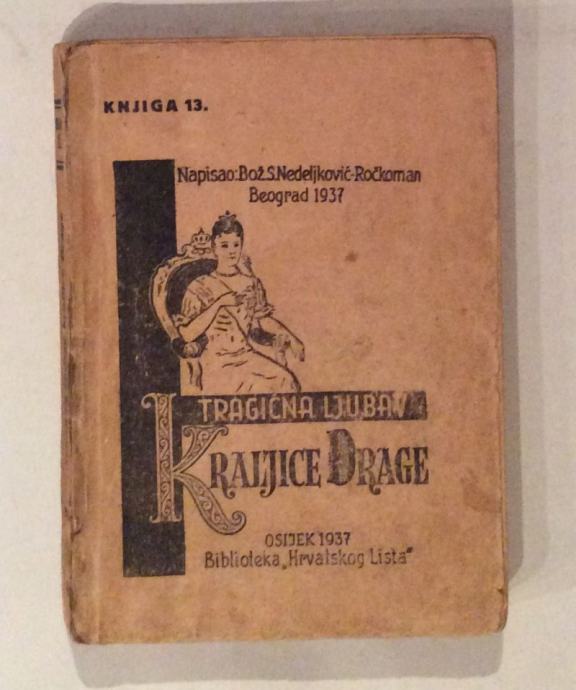 KNJIGA 13.
Napisao: Bož.S.Nedeljković-Ročkoman
Beograd 1937
TRAGIČNA LJUBAV
KRALJICE DRAGE
OSIJEK 1937
Biblioteka „Hrvatskog Lista"